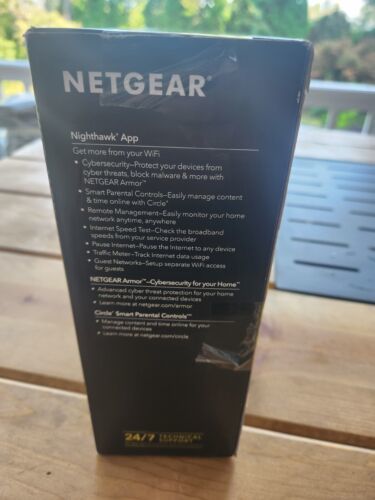 NETGEAR®
Nighthawk® App
Get more from your WiFi
• Cybersecurity—Protect your devices from
cyber threats, block malware & more with
NETGEAR Armor™
• Smart Parental Controls—Easily manage content
& time online with Circle®
• Remote Management—Easily monitor your home
network anytime, anywhere
• Internet Speed Test—Check the broadband
speeds from your service provider
• Pause Internet—Pause the Internet to any device
• Traffic Meter—Track Internet data usage
• Guest Networks—Setup separate WiFi access
for guests
NETGEAR Armor™—Cybersecurity for your Home™
• Advanced cyber threat protection for your home
network and your connected devices
• Learn more at netgear.com/armor
Circle® Smart Parental Controls™
• Manage content and time online for your
connected devices
• Learn more at netgear.com/circle
24/7 TECHNICAL
SUPPORT